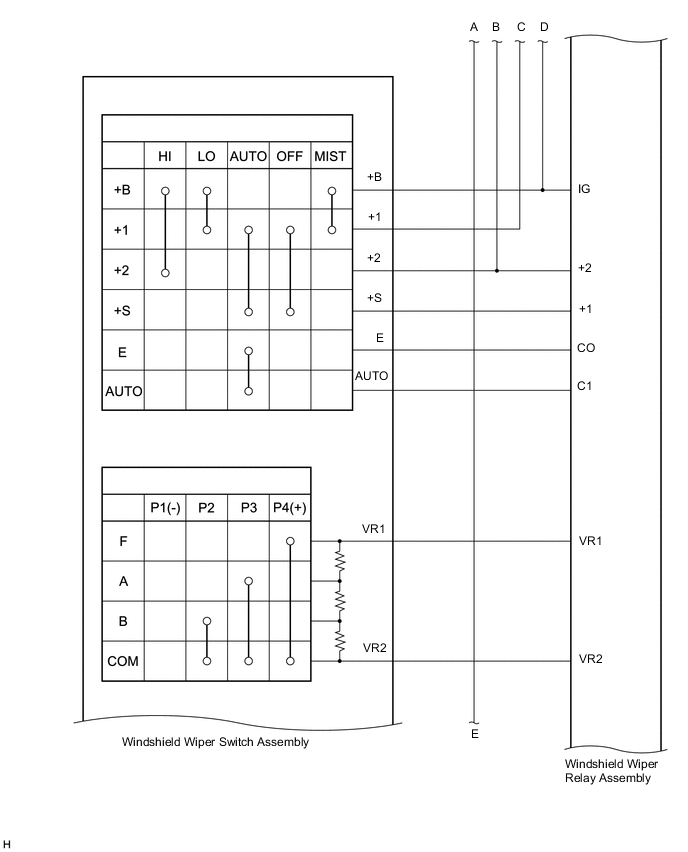 A B C D
HI LO AUTO OFF MIST
+B
+1
+2
+S
E
AUTO
+B
+1
+2
+S
E
AUTO
IG
+2
+1
CO
C1
P1(-) P2 P3 P4(+)
F
A
B
COM
VR1
VR2
VR1
VR2
E
Windshield Wiper Switch Assembly
Windshield Wiper
Relay Assembly
H